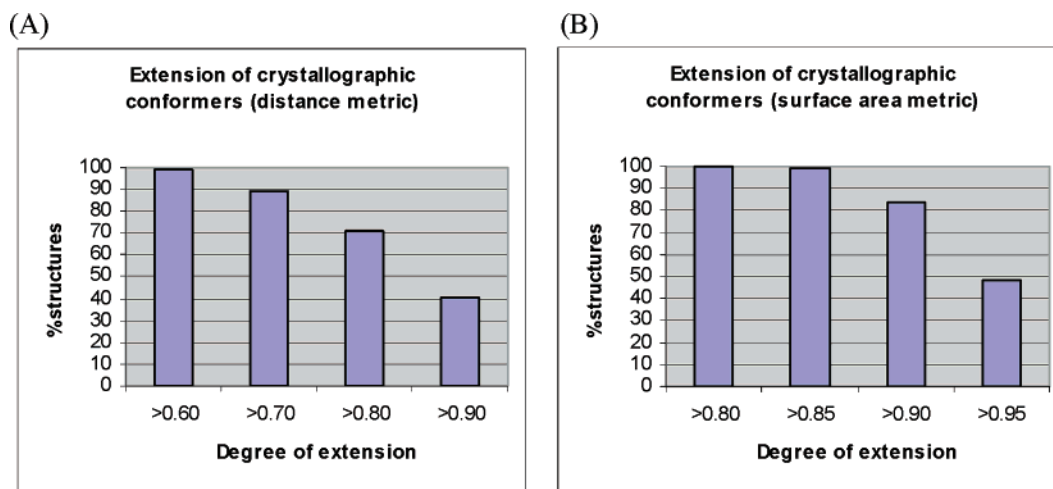 (A)
Extension of crystallographic
conformers (distance metric)
%structures
100
90
80
70
60
50
40
30
20
10
0
>0.60 >0.70 >0.80 >0.90
Degree of extension
(B)
Extension of crystallographic
conformers (surface area metric)
%structures
100
90
80
70
60
50
40
30
20
10
0
>0.80 >0.85 >0.90 >0.95
Degree of extension